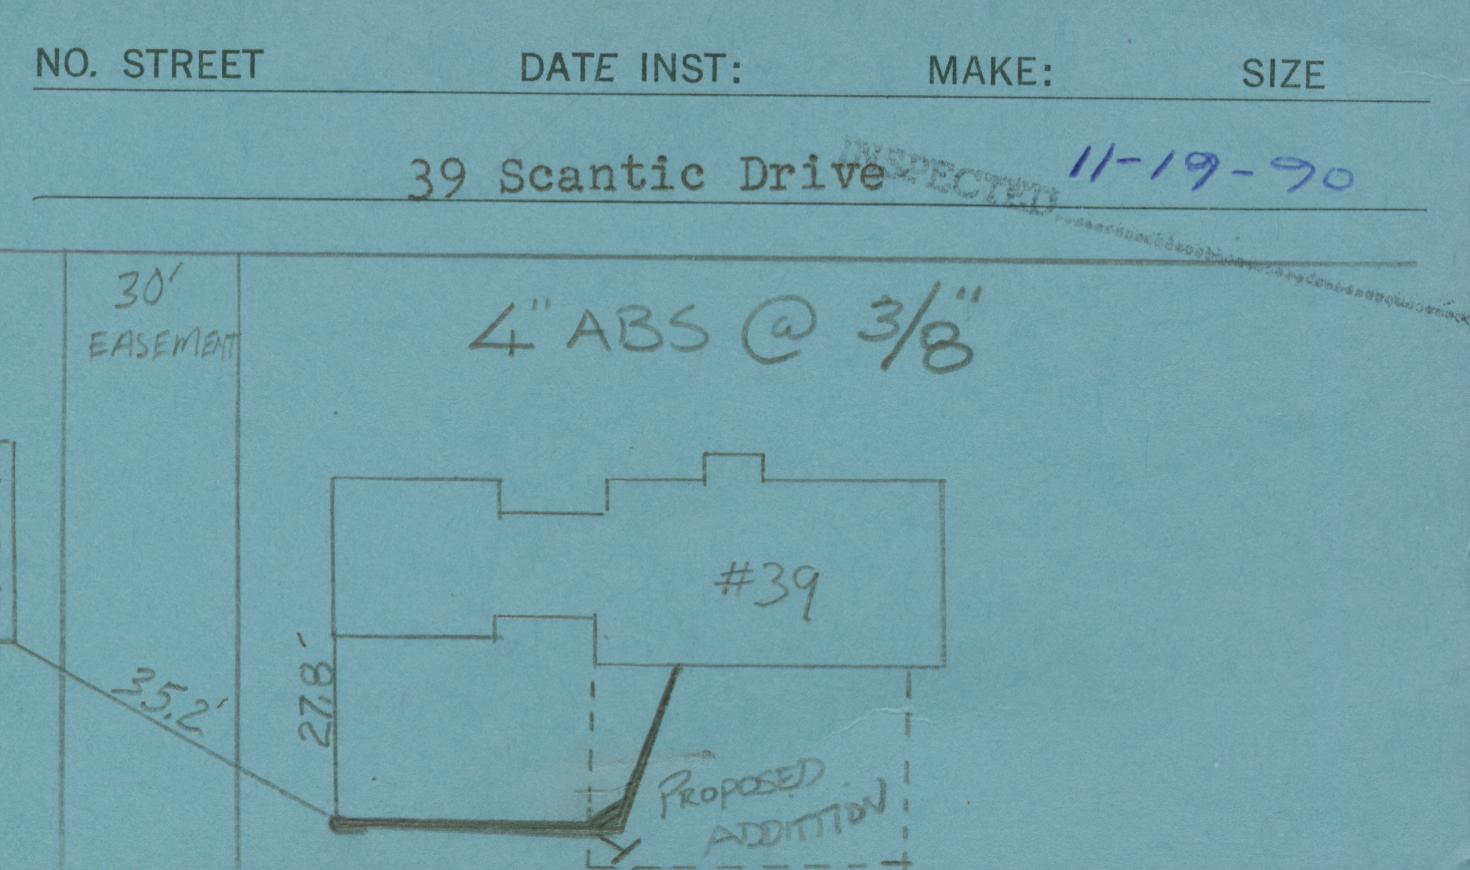 NO. STREET DATE INST: MAKE: SIZE
39 Scantic Drive INSPECTED 11-19-90
30'
EASEMENT
4" ABS @ 3/8"
#39
27.8'
35.2'
PROPOSED
ADDITTION